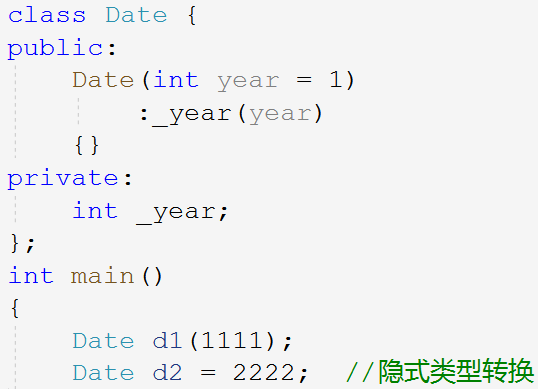 class Date {
public:
    Date(int year = 1)
        :_year(year)
    {}
private:
    int _year;
};
int main()
{
    Date d1(1111);
    Date d2 = 2222;  //隐式类型转换